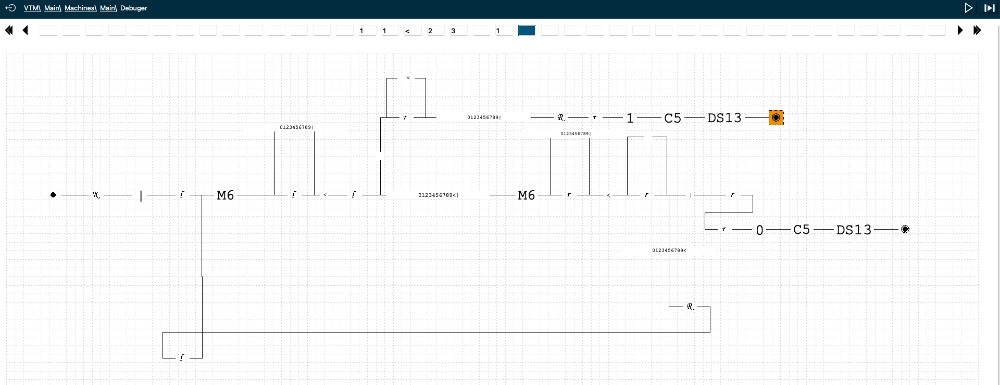 VTM\ Main\ Machines\ Main\ Debuger
1 1 < 2 3 1
<
r 0123456789| R r 1 C5 DS13
0123456789|
0123456789|
K | l M6 l < l 0123456789<| M6 r < r | r
r 0 C5 DS13
0123456789<
R
l